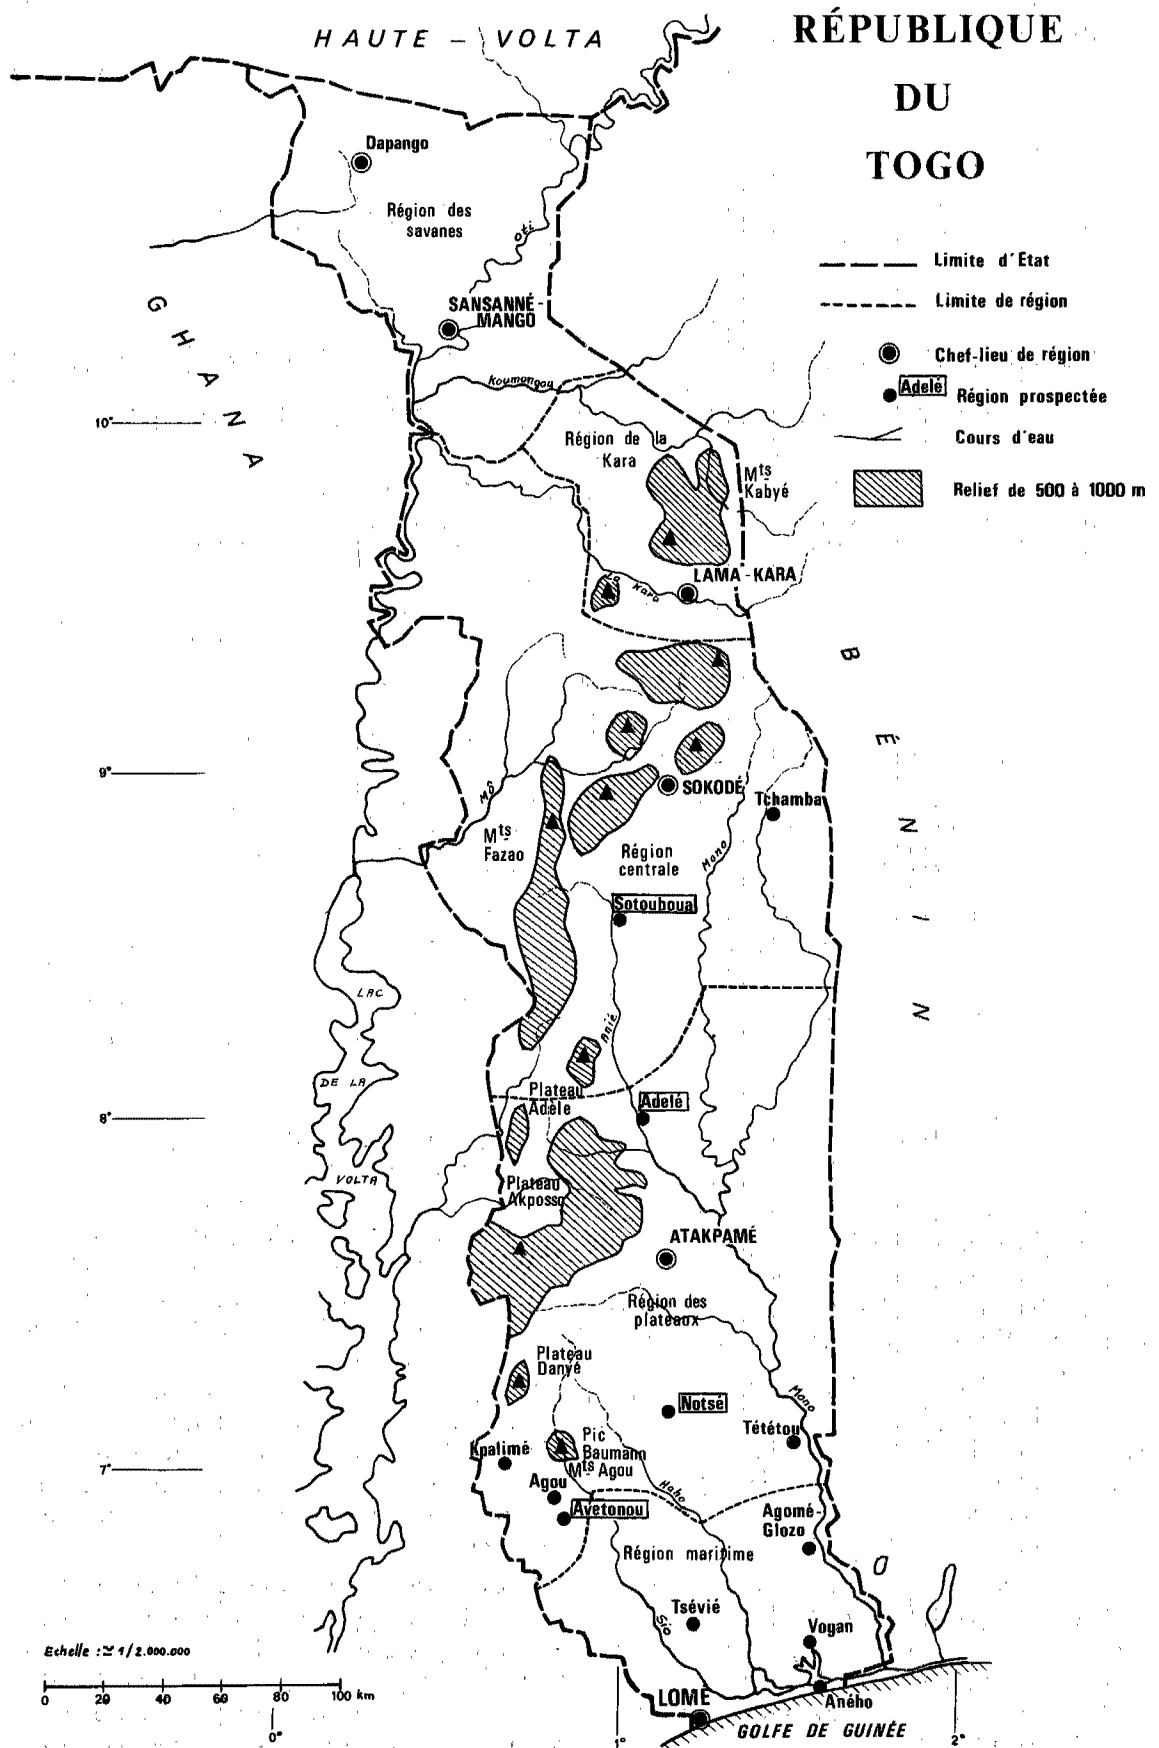 HAUTE - VOLTA
RÉPUBLIQUE
DU
TOGO
Dapango
Région des
savanes
Oti
Limite d'État
Limite de région
GHANA
SANSANNÉ-
MANGO
Chef-lieu de région
Adelé
Région prospectée
Koumongou
10°
Région de la
Kara
Cours d'eau
Mts
Kabyé
Relief de 500 à 1000 m
LAMA-KARA
La Kara
BÉNIN
9°
Mô
SOKODÉ
Tchamba
Mts
Fazao
Région
centrale
Mono
Sotouboua
LAC
Anié
DE LA
Plateau
Adele
Adelé
8°
VOLTA
Plateau
Akposso
ATAKPAMÉ
Région des
plateaux
Plateau
Danyé
Mono
Notsé
Tététou
Kpalimé
Pic
Baumann
Mts Agou
7°
Agou
Haho
Avetonou
Agomé-
Glozo
Région maritime
O
Tsévié
Sio
Vogan
Echelle : ≃ 1/2.000.000
0 20 40 60 80 100 km
LOMÉ
Aného
GOLFE DE GUINÉE
0° 1° 2°